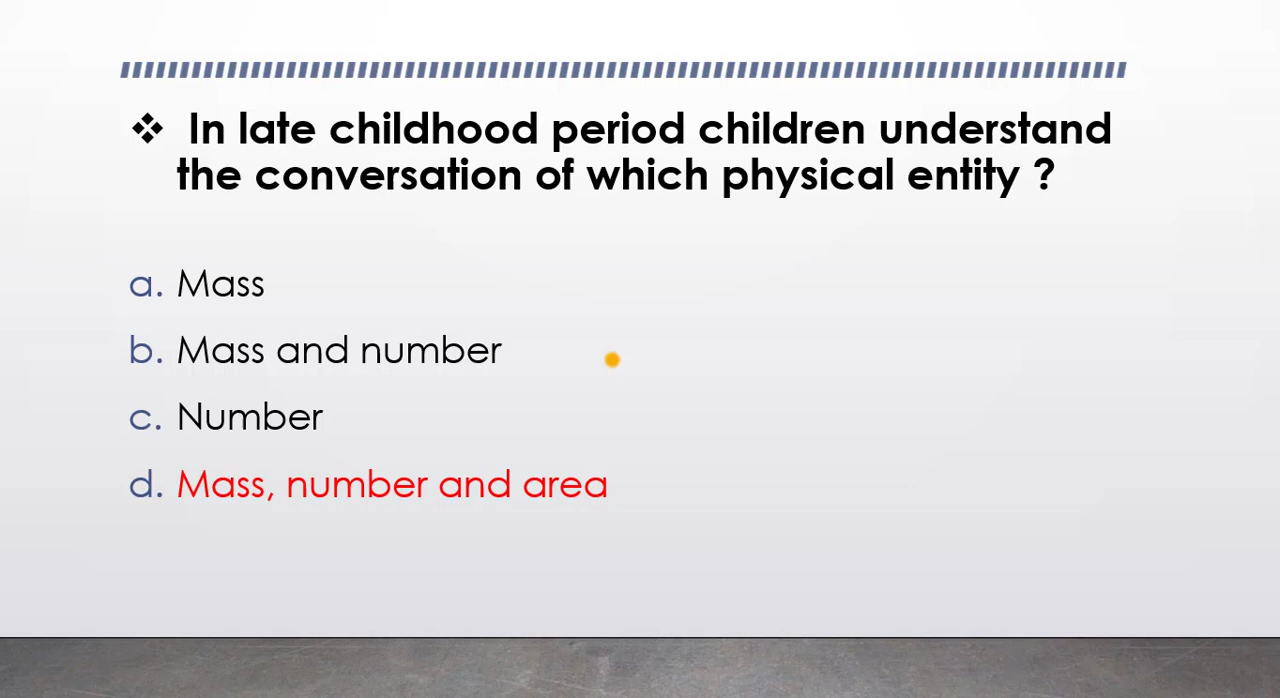 ❖ In late childhood period children understand
the conversation of which physical entity ?
a. Mass
b. Mass and number
c. Number
d. Mass, number and area